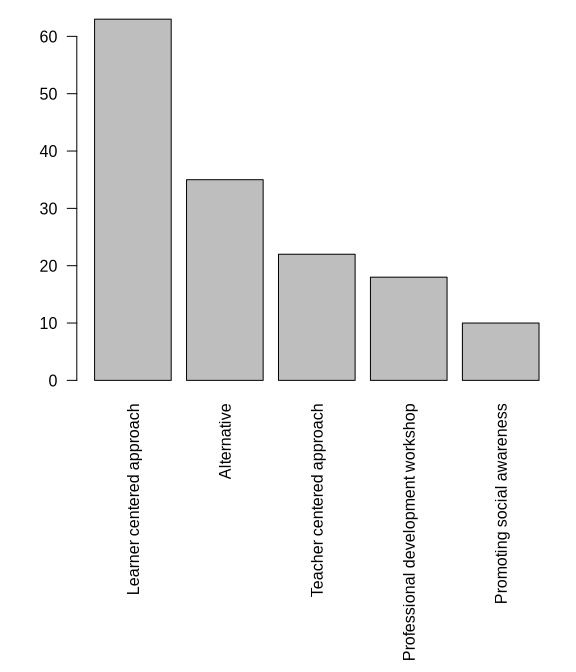 60
50
40
30
20
10
0
Learner centered approach
Alternative
Teacher centered approach
Professional development workshop
Promoting social awareness